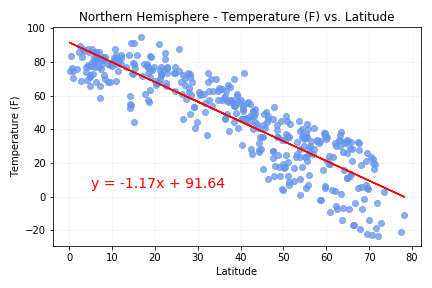 Northern Hemisphere - Temperature (F) vs. Latitude
100
80
60
40
20
0
−20
Temperature (F)
y = -1.17x + 91.64
0 10 20 30 40 50 60 70 80
Latitude